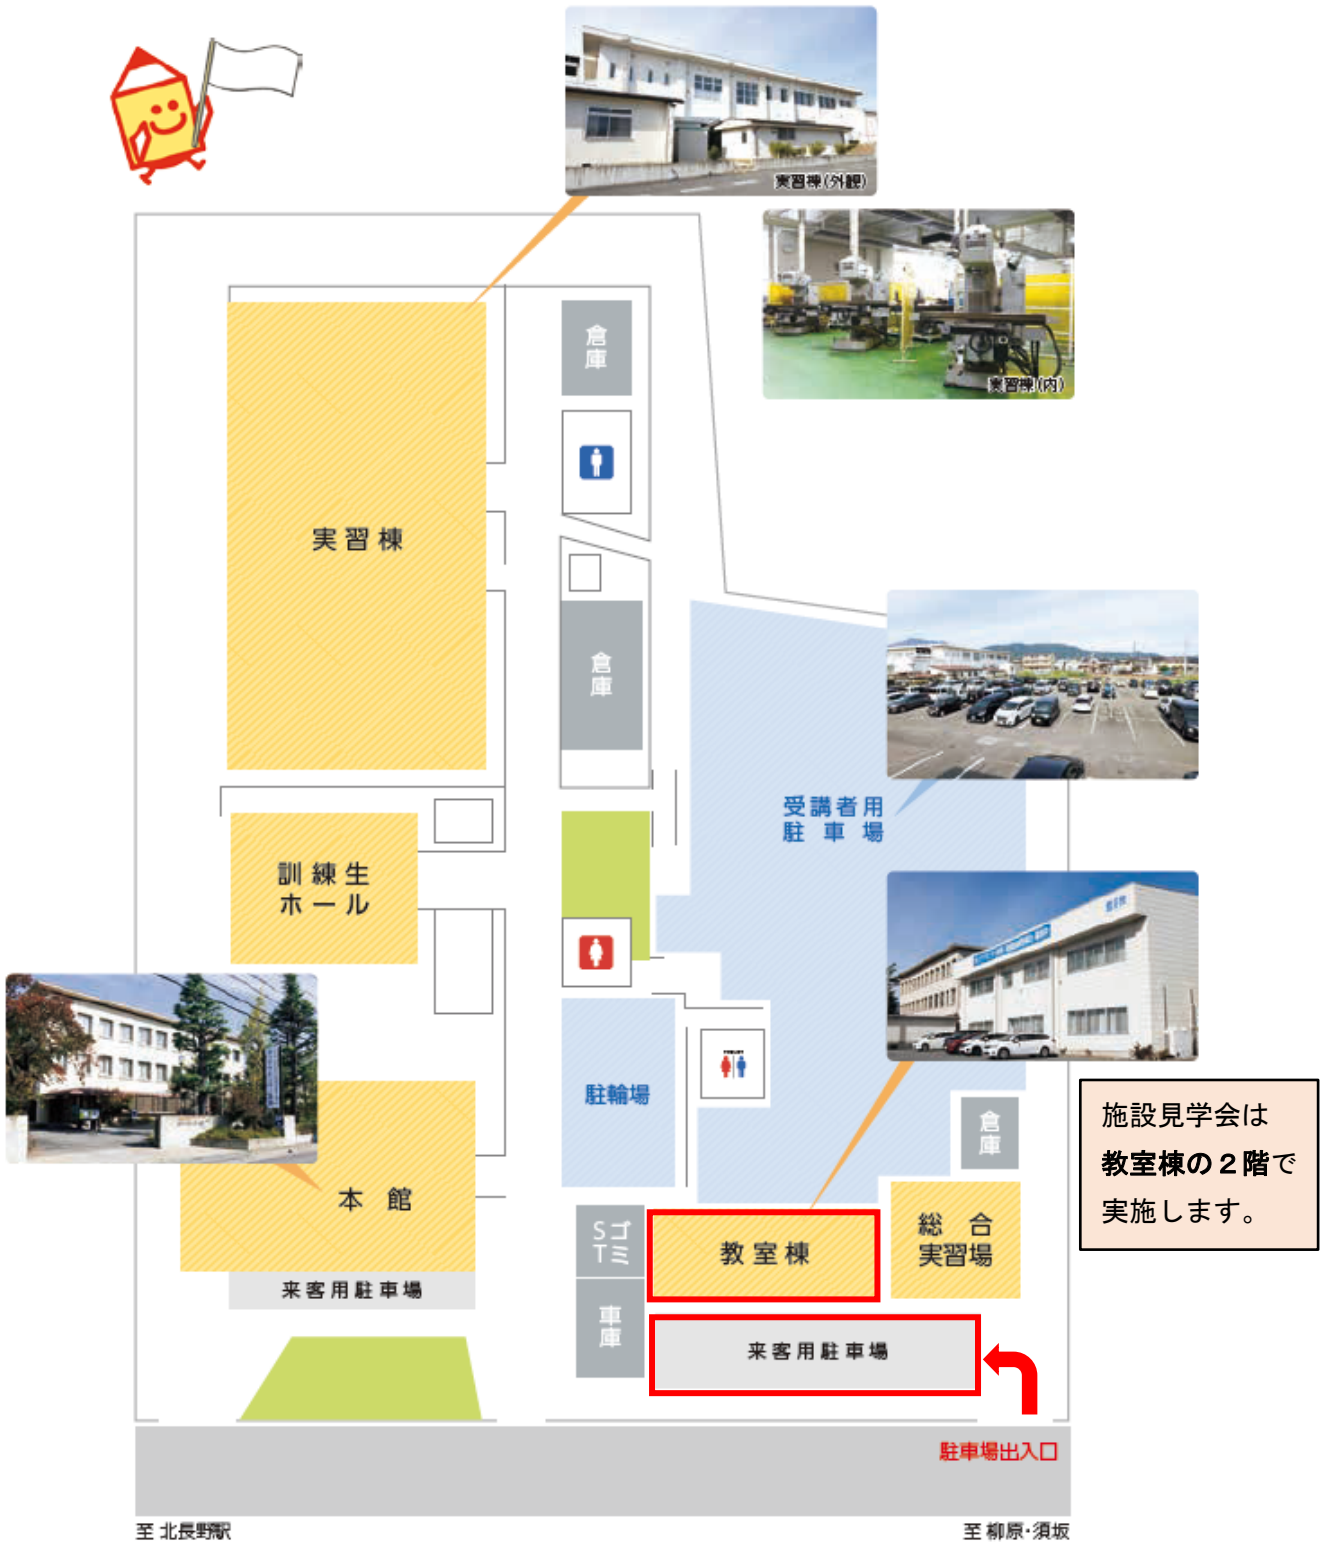 実習棟(外観)
実習棟(内)
倉庫
実習棟
倉庫
受講者用
駐車場
訓練生
ホール
駐輪場
倉庫
施設見学会は
教室棟の２階で
実施します。
本館
総合
実習場
Sゴ
Tミ
教室棟
来客用駐車場
車庫
来客用駐車場
駐車場出入口
至 北長野駅
至 柳原・須坂